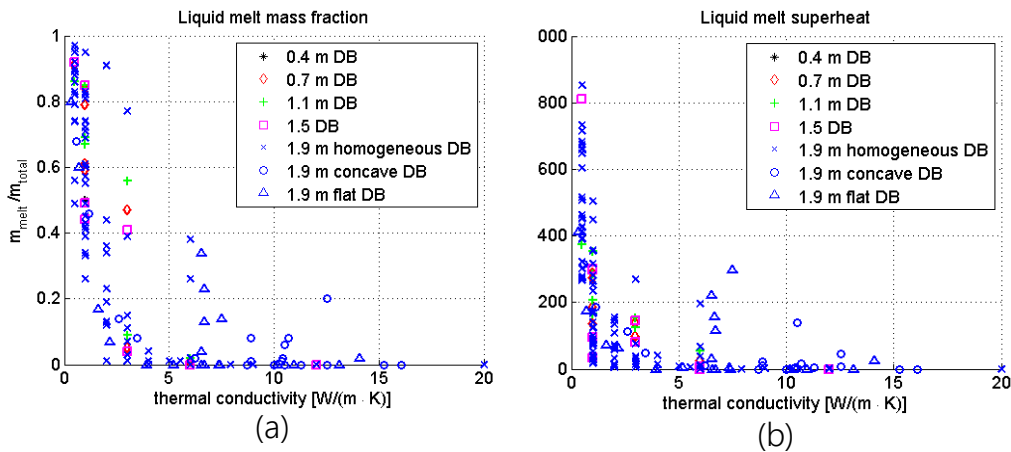 Liquid melt mass fraction
1
0.8
0.6
0.4
0.2
0
m_melt/m_total
0 5 10 15 20
thermal conductivity [W/(m · K)]
0.4 m DB
0.7 m DB
1.1 m DB
1.5 DB
1.9 m homogeneous DB
1.9 m concave DB
1.9 m flat DB
(a)
Liquid melt superheat
000
800
600
400
200
0
0 5 10 15 20
thermal conductivity [W/(m · K)]
0.4 m DB
0.7 m DB
1.1 m DB
1.5 DB
1.9 m homogeneous DB
1.9 m concave DB
1.9 m flat DB
(b)